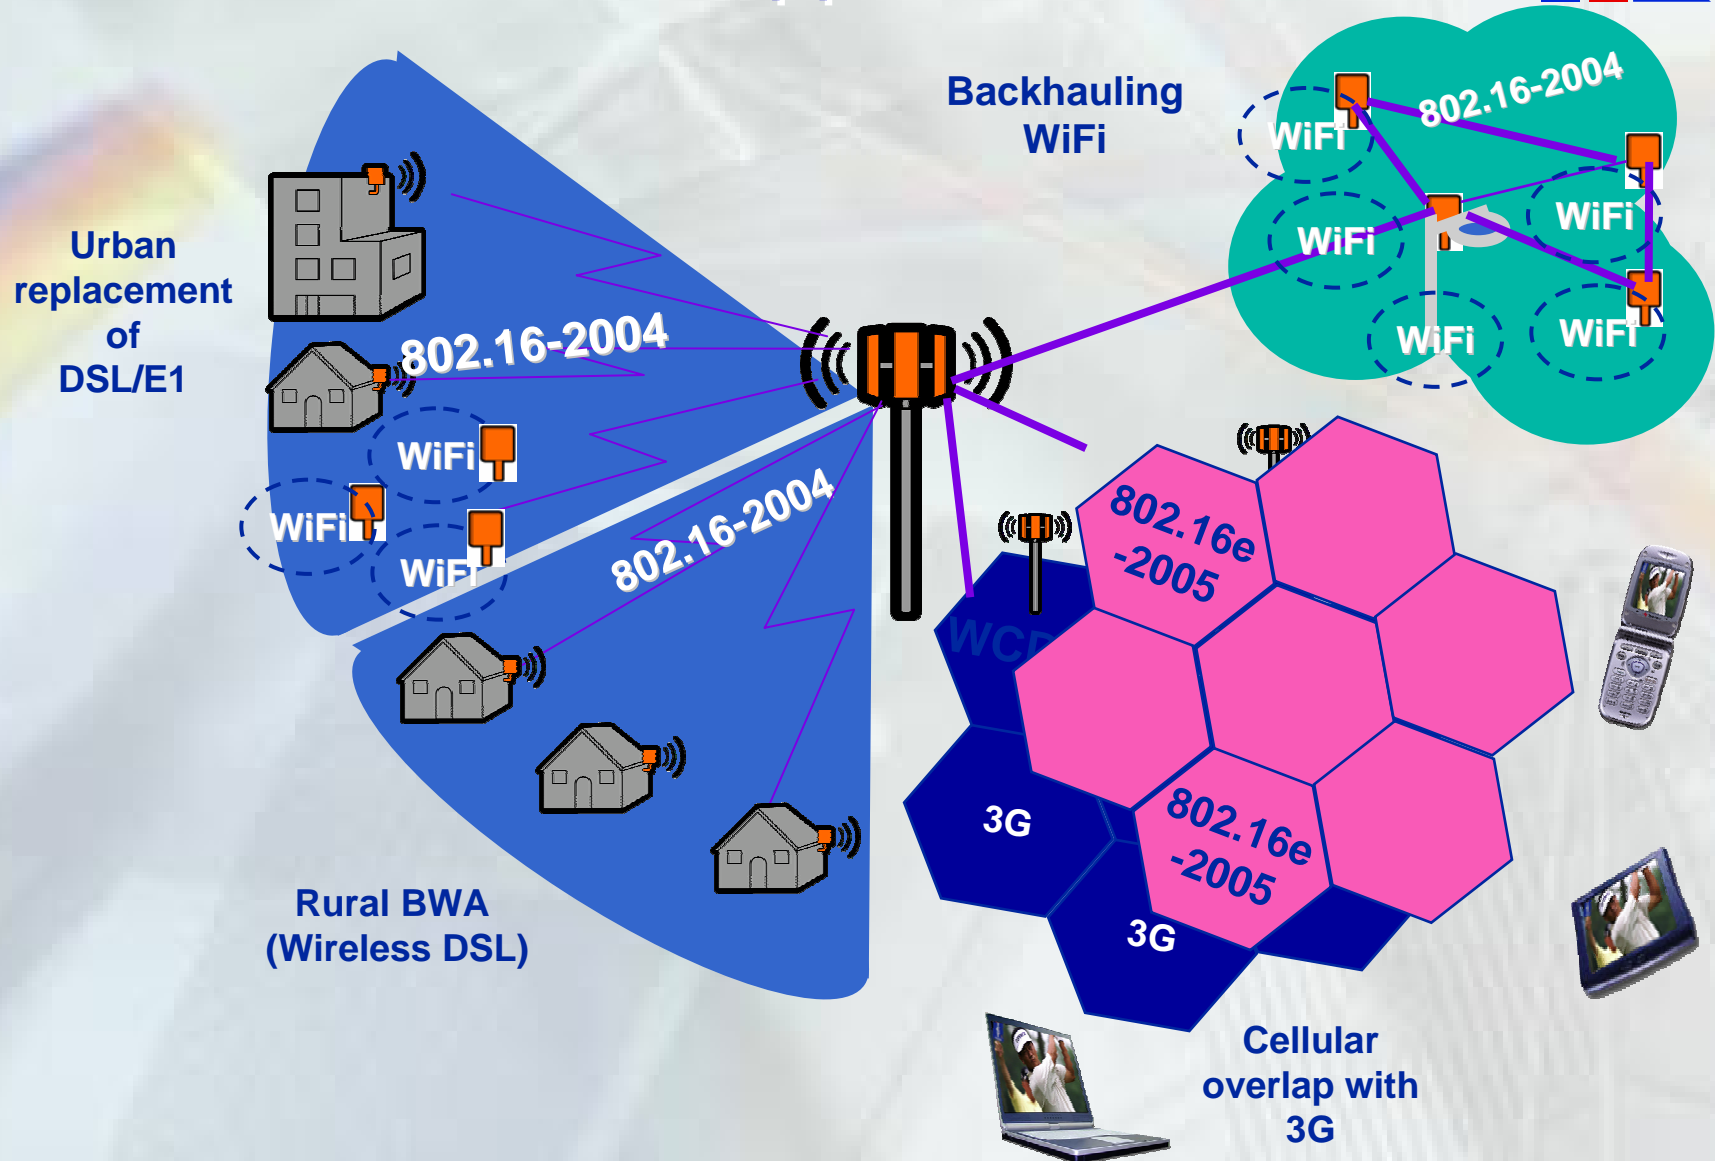 Backhauling
WiFi
802.16-2004
WiFi
WiFi
WiFi
WiFi
WiFi
Urban
replacement
of
DSL/E1
802.16-2004
WiFi
WiFi
WiFi
802.16-2004
802.16e
-2005
3G
802.16e
-2005
3G
Rural BWA
(Wireless DSL)
Cellular
overlap with
3G